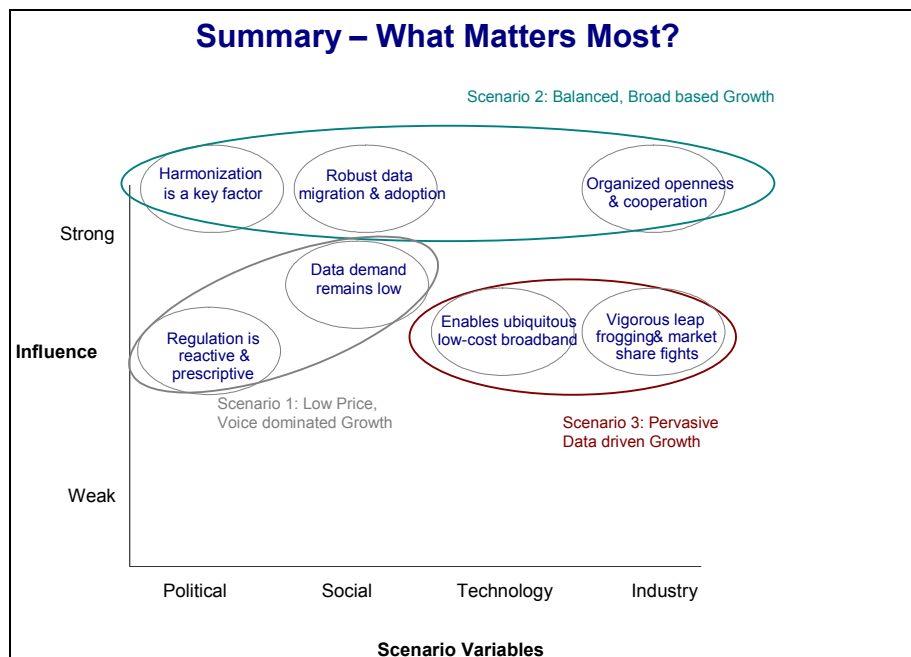 Summary – What Matters Most?
Scenario 2: Balanced, Broad based Growth
Harmonization
is a key factor
Robust data
migration & adoption
Organized openness
& cooperation
Strong
Data demand
remains low
Influence
Regulation is
reactive &
prescriptive
Enables ubiquitous
low-cost broadband
Vigorous leap
frogging& market
share fights
Scenario 1: Low Price,
Voice dominated Growth
Scenario 3: Pervasive
Data driven Growth
Weak
Political
Social
Technology
Industry
Scenario Variables